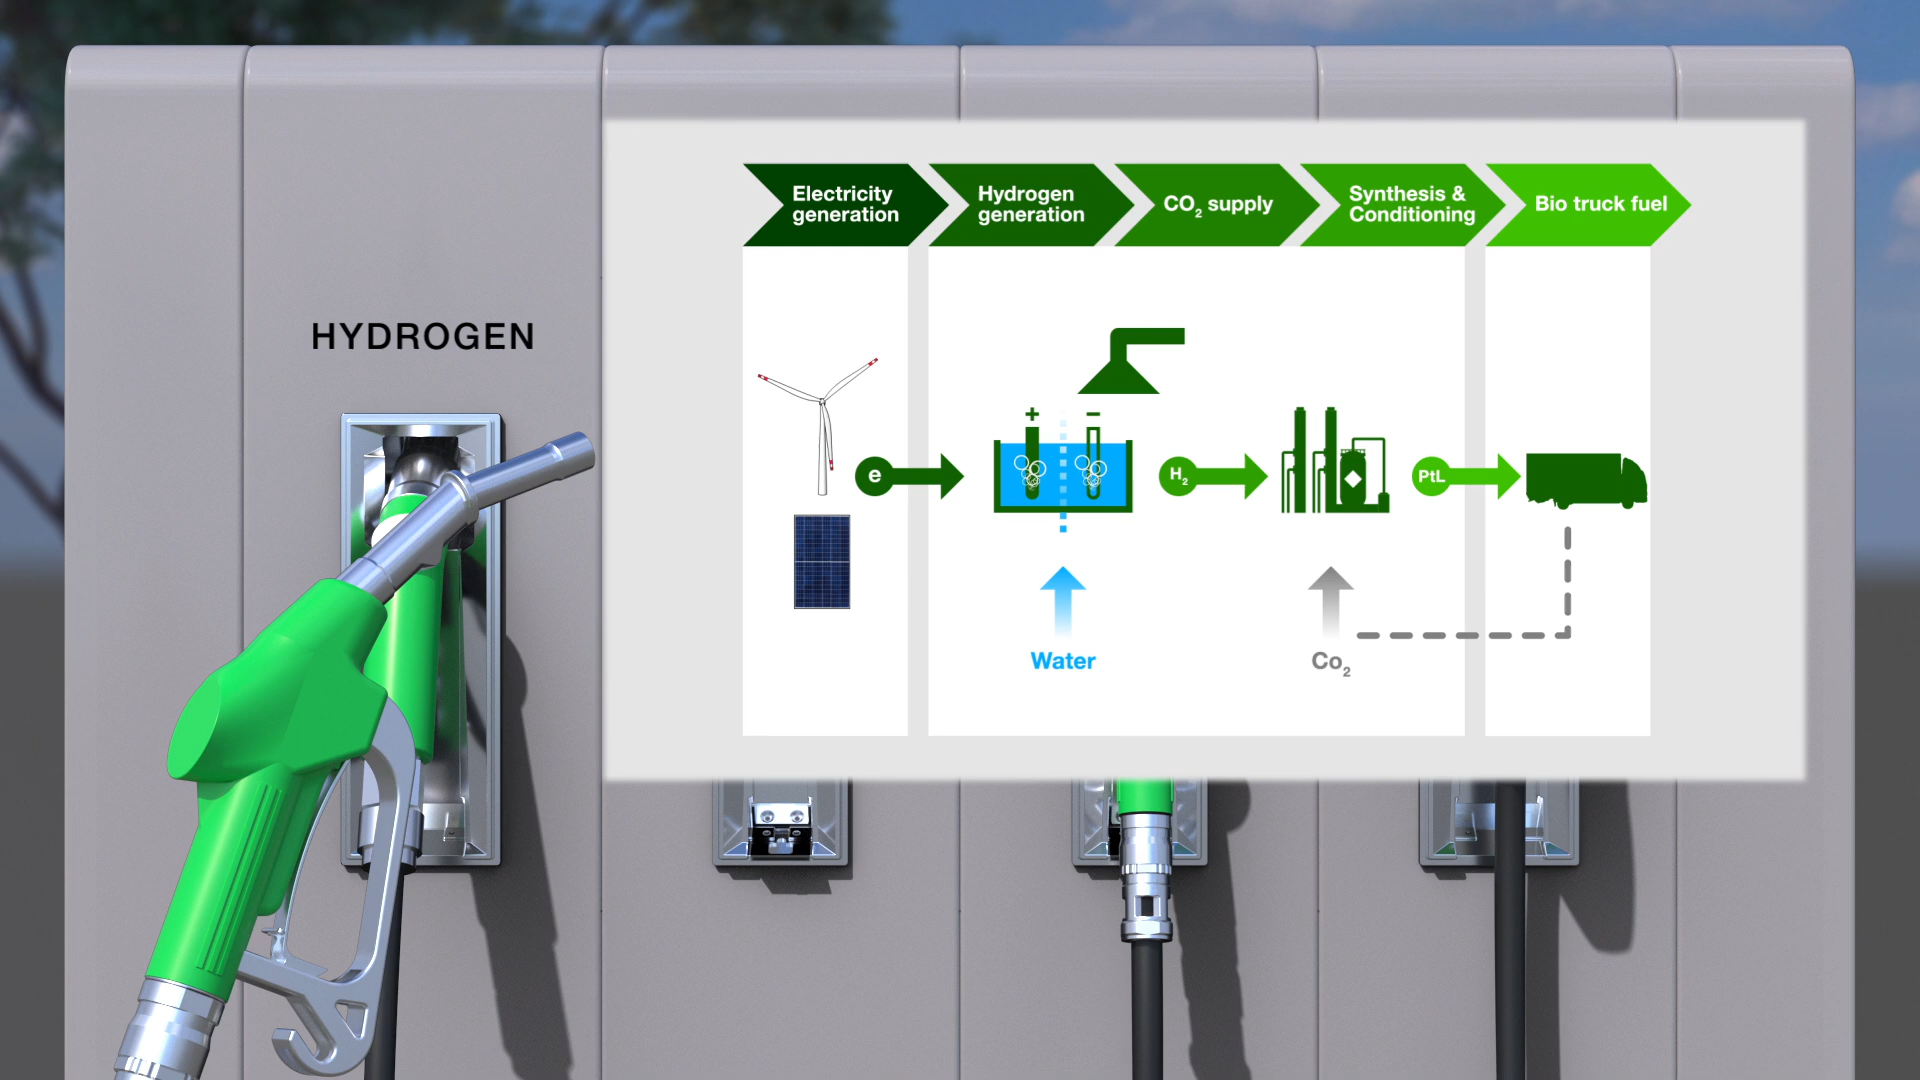 HYDROGEN
Electricity
generation
Hydrogen
generation
CO₂ supply
Synthesis &
Conditioning
Bio truck fuel
+
−
e
H₂
PtL
Water
Co₂